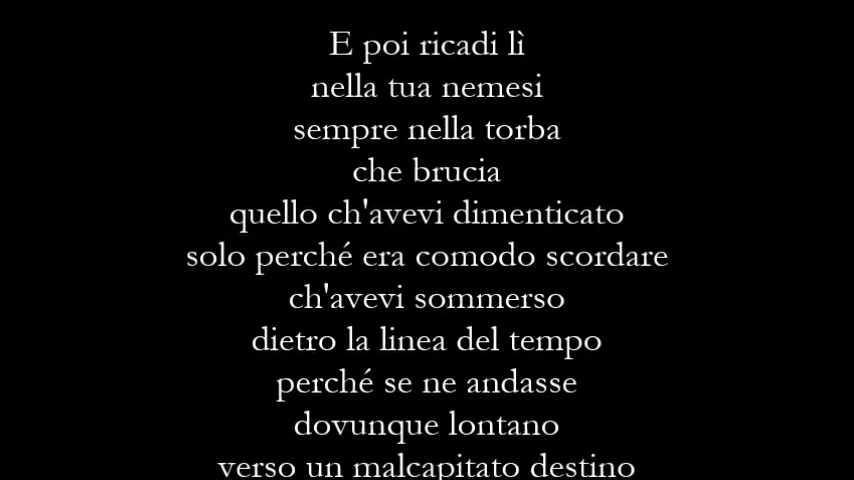 E poi ricadi lì
nella tua nemesi
sempre nella torba
che brucia
quello ch'avevi dimenticato
solo perché era comodo scordare
ch'avevi sommerso
dietro la linea del tempo
perché se ne andasse
dovunque lontano
verso un malcapitato destino